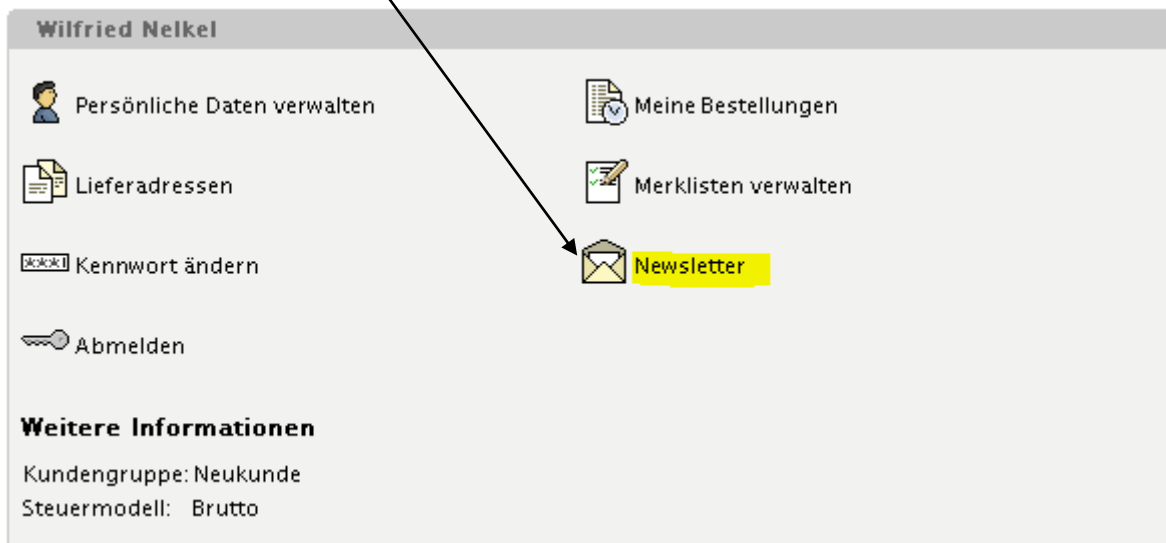 Wilfried Nelkel
Persönliche Daten verwalten
Meine Bestellungen
Lieferadressen
Merklisten verwalten
Kennwort ändern
Newsletter
Abmelden
Weitere Informationen
Kundengruppe: Neukunde
Steuermodell: Brutto